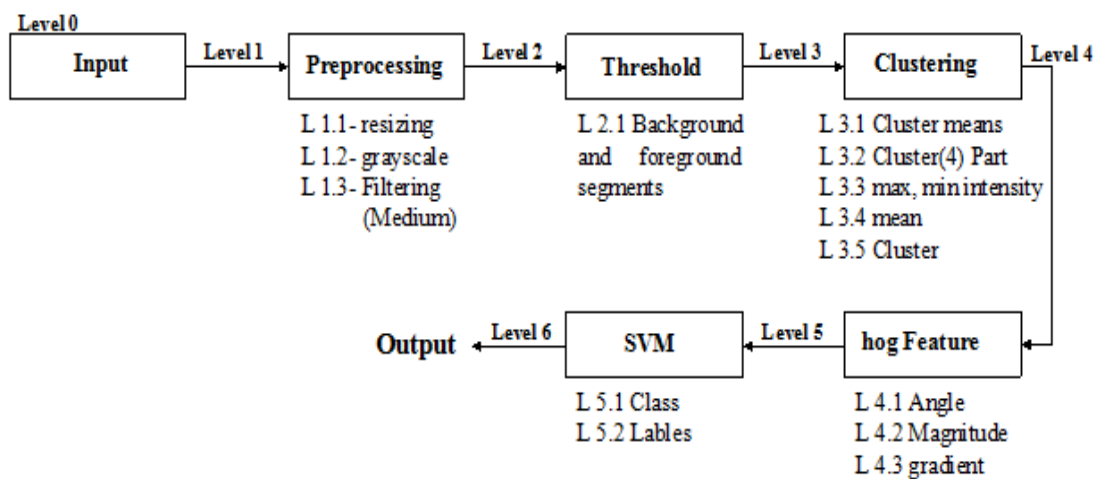 Level 0
Input
Level 1
Preprocessing
L 1.1- resizing
L 1.2- grayscale
L 1.3- Filtering
(Medium)
Level 2
Threshold
L 2.1 Background
and foreground
segments
Level 3
Clustering
L 3.1 Cluster means
L 3.2 Cluster(4) Part
L 3.3 max, min intensity
L 3.4 mean
L 3.5 Cluster
Level 4
hog Feature
L 4.1 Angle
L 4.2 Magnitude
L 4.3 gradient
Level 5
SVM
L 5.1 Class
L 5.2 Lables
Level 6
Output